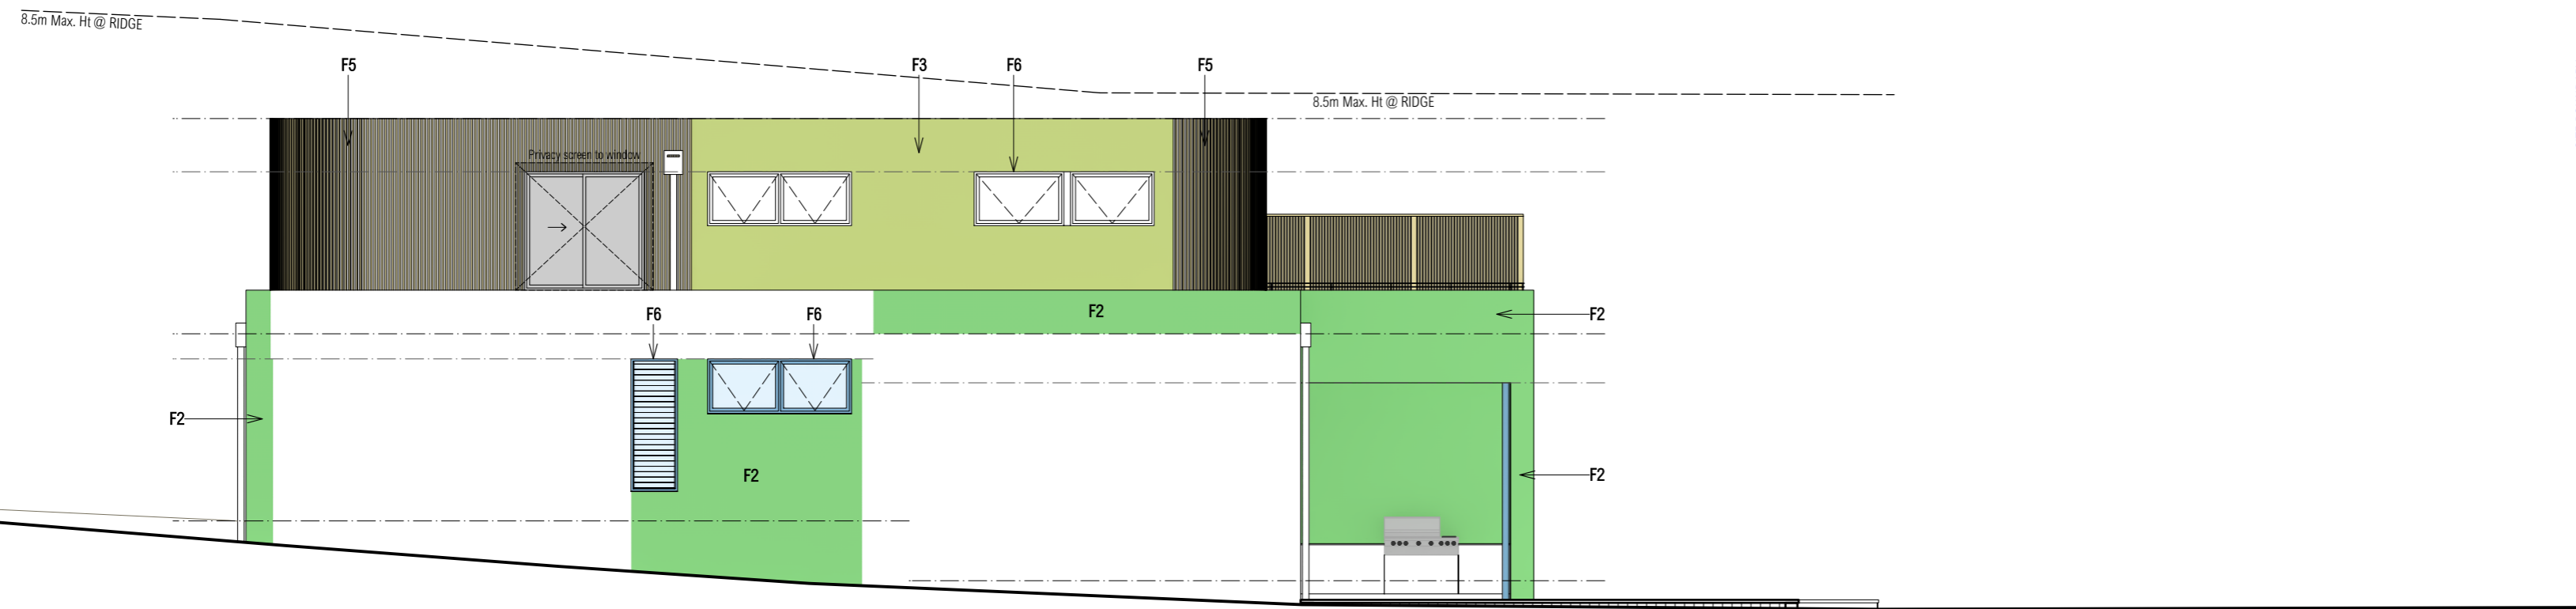 8.5m Max. Ht @ RIDGE
F5
F3
F6
F5
8.5m Max. Ht @ RIDGE
Privacy screen to window
F6
F6
F2
F2
F2
F2
F2